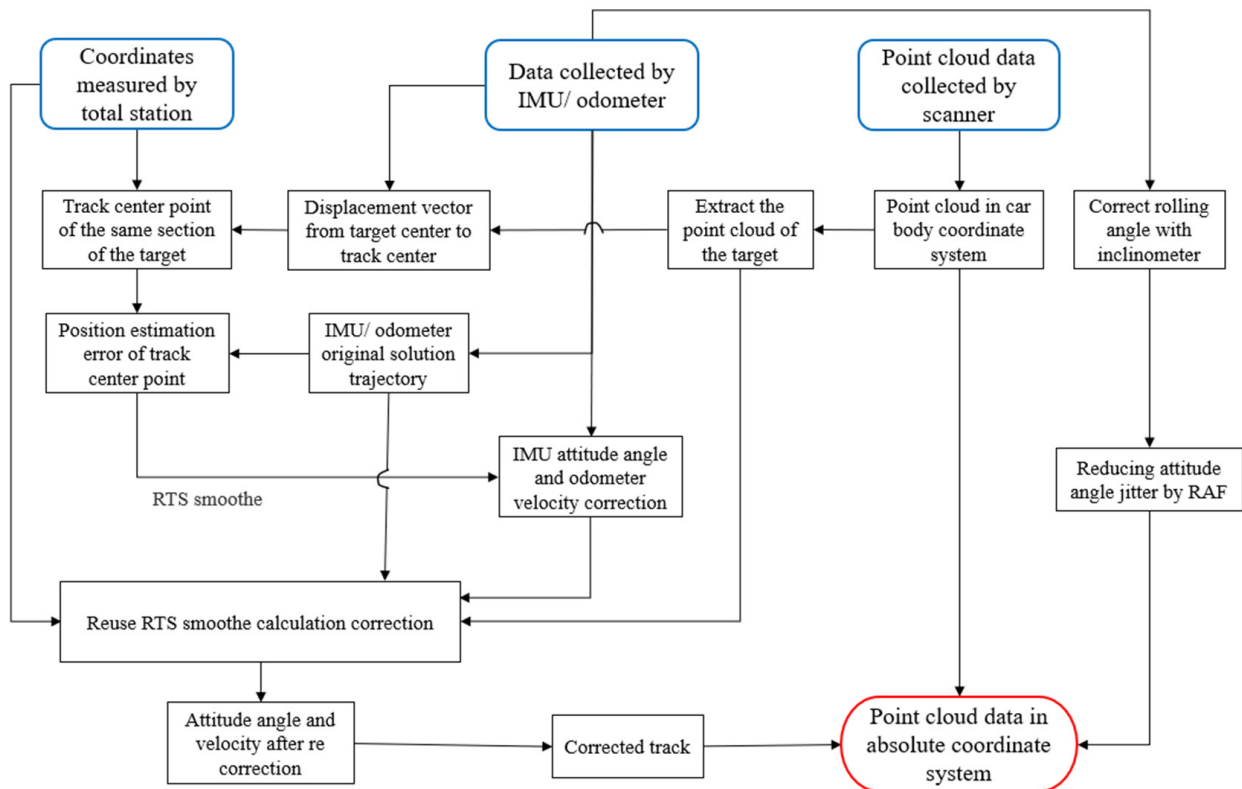 Coordinates
measured by
total station
Data collected by
IMU/ odometer
Point cloud data
collected by
scanner
Track center point
of the same section
of the target
Displacement vector
from target center to
track center
Extract the
point cloud of
the target
Point cloud in car
body coordinate
system
Correct rolling
angle with
inclinometer
Position estimation
error of track
center point
IMU/ odometer
original solution
trajectory
IMU attitude angle
and odometer
velocity correction
Reducing attitude
angle jitter by RAF
RTS smoothe
Reuse RTS smoothe calculation correction
Attitude angle and
velocity after re
correction
Corrected track
Point cloud data in
absolute coordinate
system